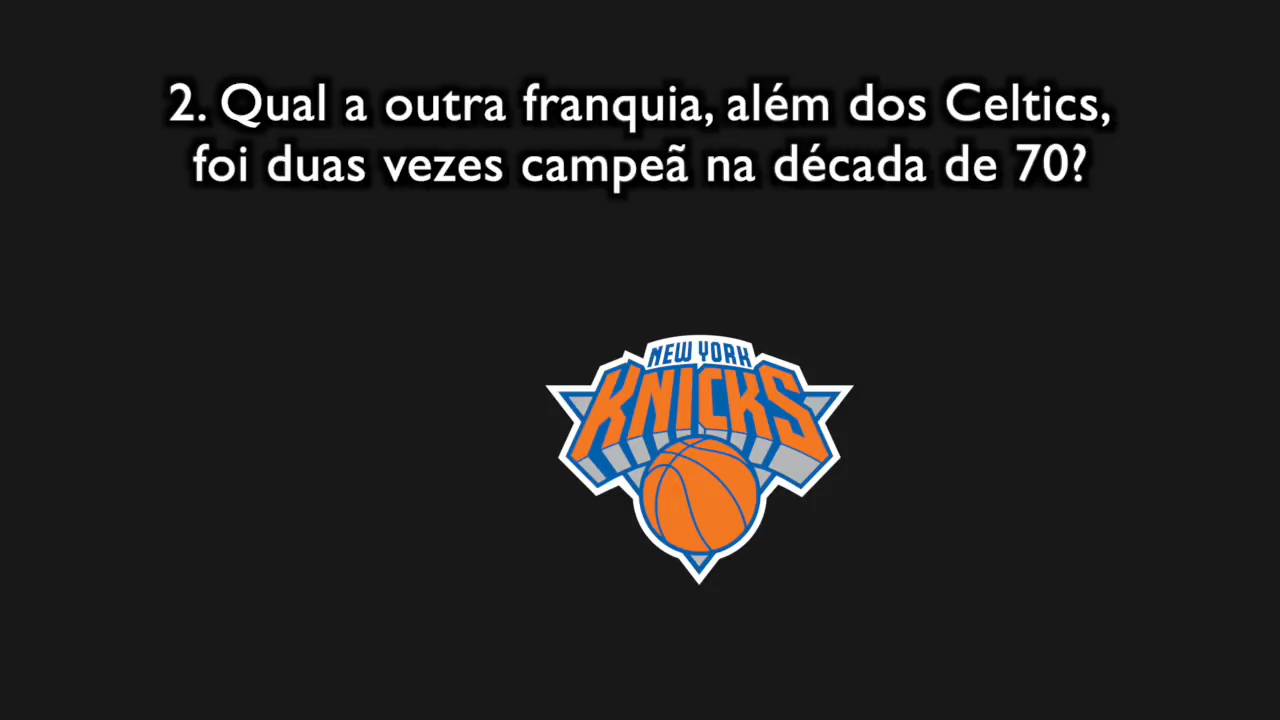 2. Qual a outra franquia, além dos Celtics,
foi duas vezes campeã na década de 70?
NEW YORK
KNICKS